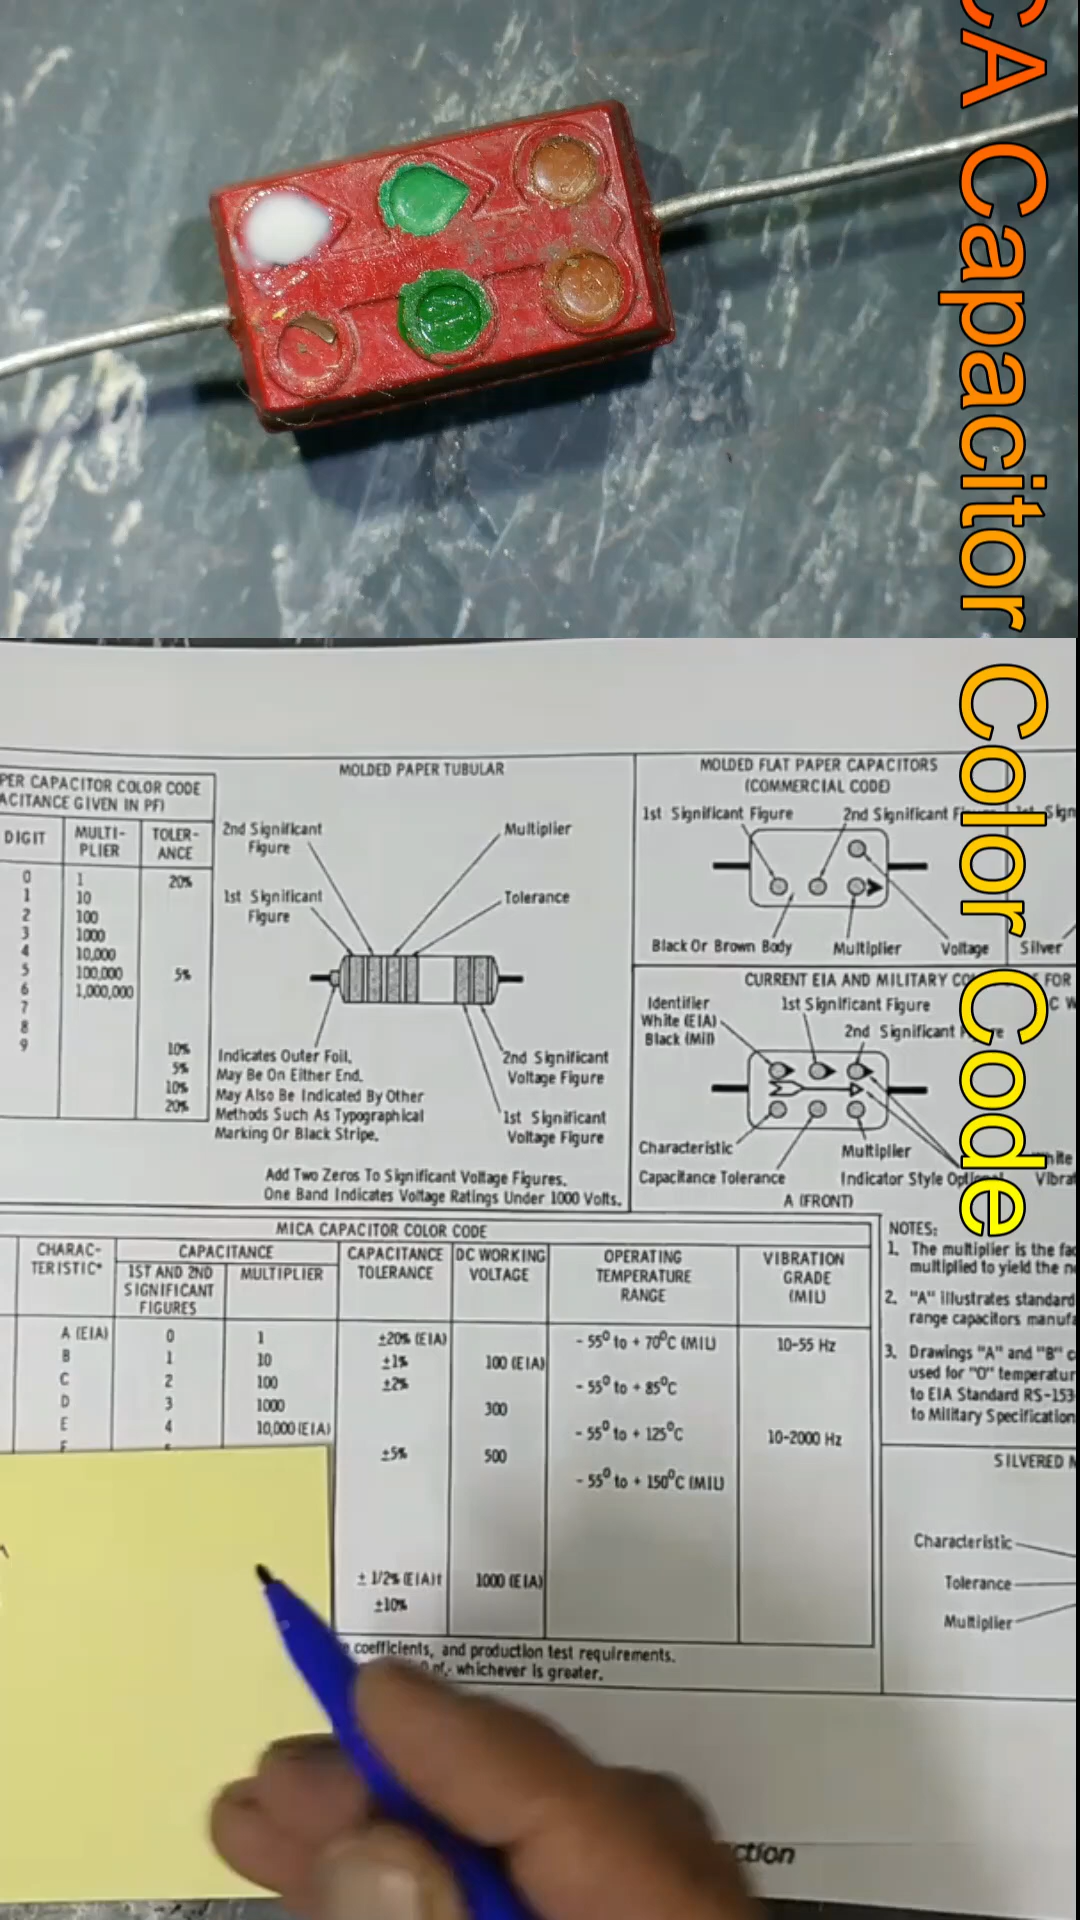 CA Capacitor Color Code
PER CAPACITOR COLOR CODE
ACITANCE GIVEN IN PF)
DIGIT
MULTI-
PLIER
TOLER-
ANCE
0 1 20%
1 10
2 100
3 1000
4 10,000
5 100,000 5%
6 1,000,000
7
8
9 10%
5%
10%
20%
MOLDED PAPER TUBULAR
2nd Significant
Figure
Multiplier
1st Significant
Figure
Tolerance
Indicates Outer Foil.
May Be On Either End.
May Also Be Indicated By Other
Methods Such As Typographical
Marking Or Black Stripe.
2nd Significant
Voltage Figure
1st Significant
Voltage Figure
Add Two Zeros To Significant Voltage Figures.
One Band Indicates Voltage Ratings Under 1000 Volts.
MOLDED FLAT PAPER CAPACITORS
(COMMERCIAL CODE)
1st Significant Figure
2nd Significant
Black Or Brown Body
Multiplier
Voltage
Silver
CURRENT EIA AND MILITARY FOR
Identifier
White (EIA)
Black (Mil)
1st Significant Figure
2nd Significant
Characteristic
Multiplier
Capacitance Tolerance
Indicator Style
A (FRONT)
MICA CAPACITOR COLOR CODE
CHARAC-
TERISTIC*
CAPACITANCE
1ST AND 2ND
SIGNIFICANT
FIGURES
MULTIPLIER
CAPACITANCE
TOLERANCE
DC WORKING
VOLTAGE
OPERATING
TEMPERATURE
RANGE
VIBRATION
GRADE
(MIL)
A (EIA) 0 1 ±20% (EIA) - 55⁰ to + 70⁰C (MIL) 10-55 Hz
B 1 10 ±1% 100 (EIA)
C 2 100 ±2% - 55⁰ to + 85⁰C
D 3 1000 300
E 4 10,000 (EIA) - 55⁰ to + 125⁰C 10-2000 Hz
±5% 500
- 55⁰ to + 150⁰C (MIL)
± 1/2% (EIA)† 1000 (EIA)
±10%
coefficients, and production test requirements.
whichever is greater.
NOTES:
1. The multiplier is the
multiplied to yield the
2. "A" illustrates standard
range capacitors
3. Drawings "A" and "B"
used for "O"
to EIA Standard RS-153
to Military Specification
SILVERED
Characteristic
Tolerance
Multiplier